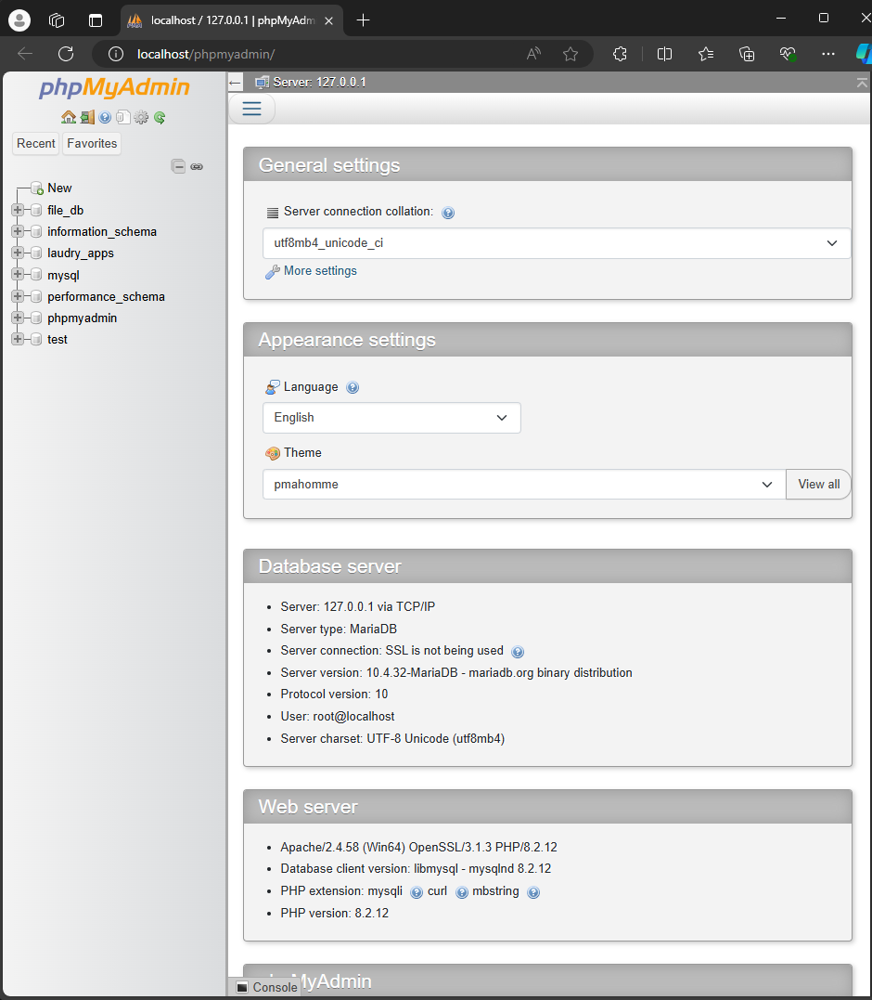 localhost / 127.0.0.1 | phpMyAdm
localhost/phpmyadmin/
phpMyAdmin
Recent
Favorites
New
file_db
information_schema
laudry_apps
mysql
performance_schema
phpmyadmin
test
Server: 127.0.0.1
General settings
Server connection collation:
utf8mb4_unicode_ci
More settings
Appearance settings
Language
English
Theme
pmahomme
View all
Database server
Server: 127.0.0.1 via TCP/IP
Server type: MariaDB
Server connection: SSL is not being used
Server version: 10.4.32-MariaDB - mariadb.org binary distribution
Protocol version: 10
User: root@localhost
Server charset: UTF-8 Unicode (utf8mb4)
Web server
Apache/2.4.58 (Win64) OpenSSL/3.1.3 PHP/8.2.12
Database client version: libmysql - mysqlnd 8.2.12
PHP extension: mysqli curl mbstring
PHP version: 8.2.12
MyAdmin
Console